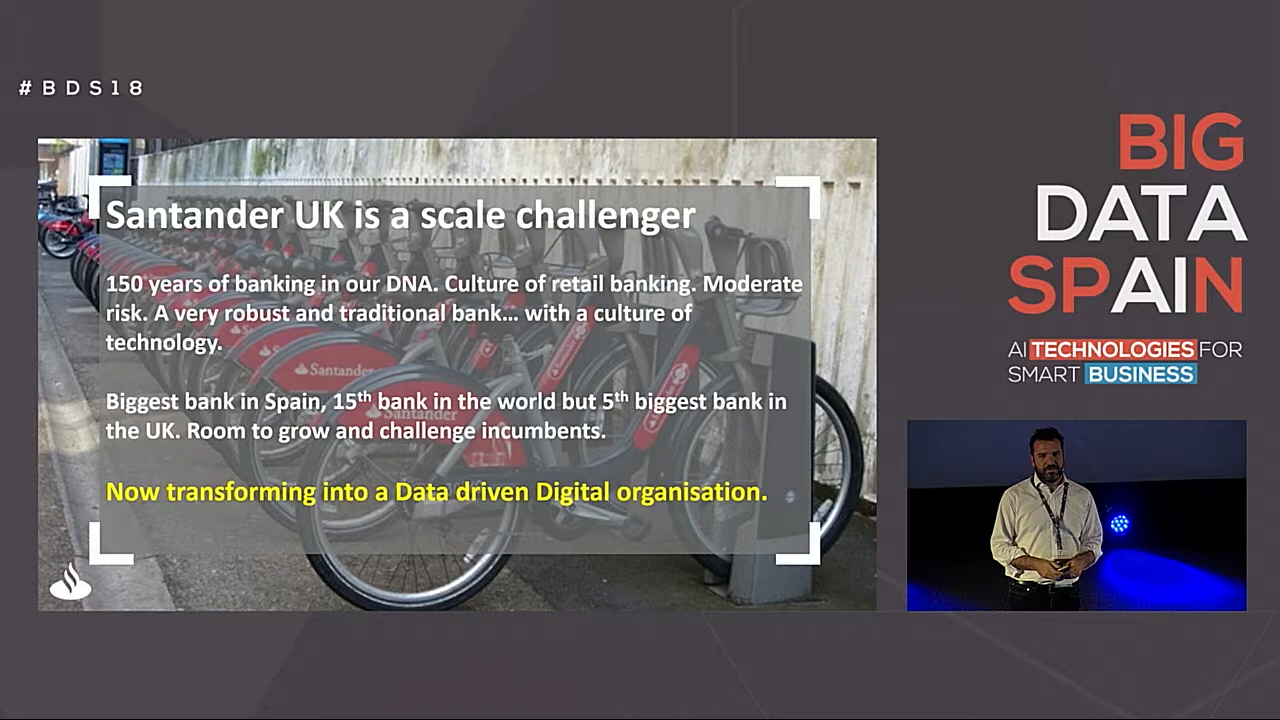 #BDS18
Santander UK is a scale challenger
150 years of banking in our DNA. Culture of retail banking. Moderate
risk. A very robust and traditional bank... with a culture of
technology.
Biggest bank in Spain, 15th bank in the world but 5th biggest bank in
the UK. Room to grow and challenge incumbents.
Now transforming into a Data driven Digital organisation.
Santander
Santander
BIG
DATA
SPAIN
AI TECHNOLOGIES FOR
SMART BUSINESS